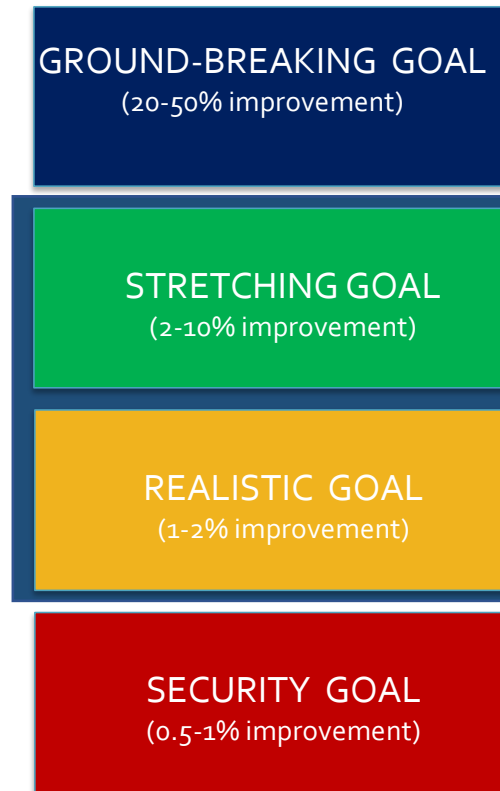 GROUND-BREAKING GOAL
(20-50% improvement)
STRETCHING GOAL
(2-10% improvement)
REALISTIC GOAL
(1-2% improvement)
SECURITY GOAL
(0.5-1% improvement)